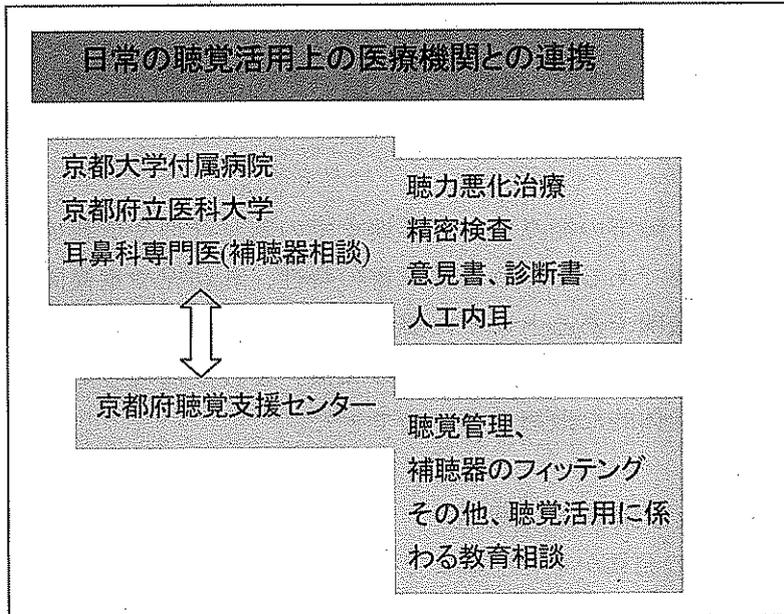 日常の聴覚活用上の医療機関との連携
京都大学付属病院
京都府立医科大学
耳鼻科専門医(補聴器相談)
聴力悪化治療
精密検査
意見書、診断書
人工内耳
京都府聴覚支援センター
聴覚管理、
補聴器のフィッテング
その他、聴覚活用に係
わる教育相談